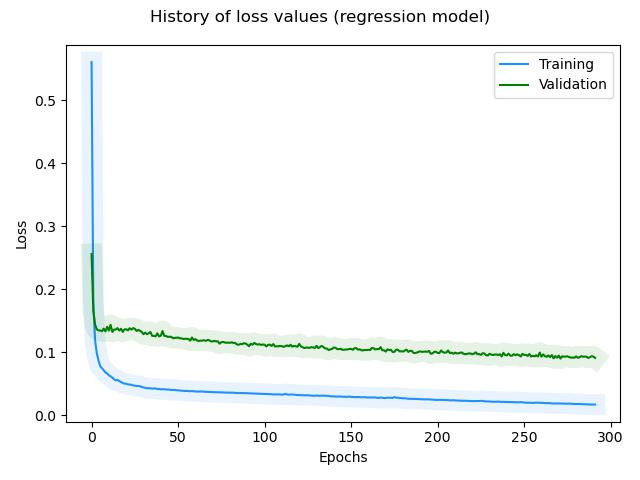 History of loss values (regression model)
Training
Validation
Loss
0.5
0.4
0.3
0.2
0.1
0.0
0 50 100 150 200 250 300
Epochs